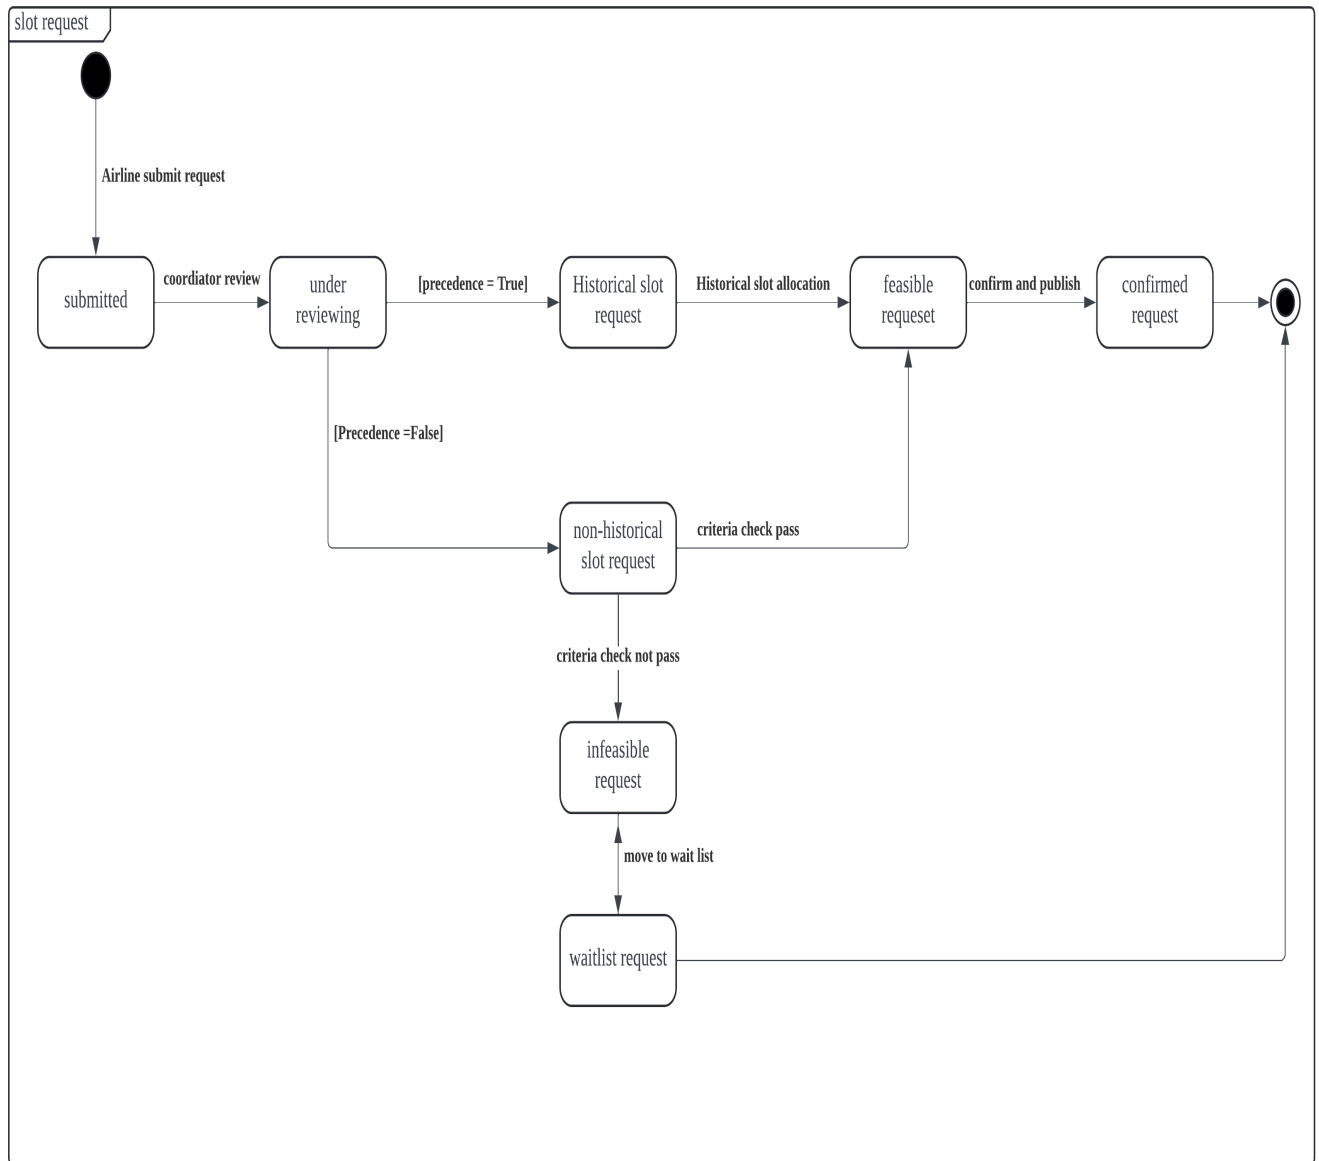 slot request
Airline submit request
submitted
coordiator review
under
reviewing
[precedence = True]
Historical slot
request
Historical slot allocation
feasible
requeset
confirm and publish
confirmed
request
[Precedence =False]
non-historical
slot request
criteria check pass
criteria check not pass
infeasible
request
move to wait list
waitlist request